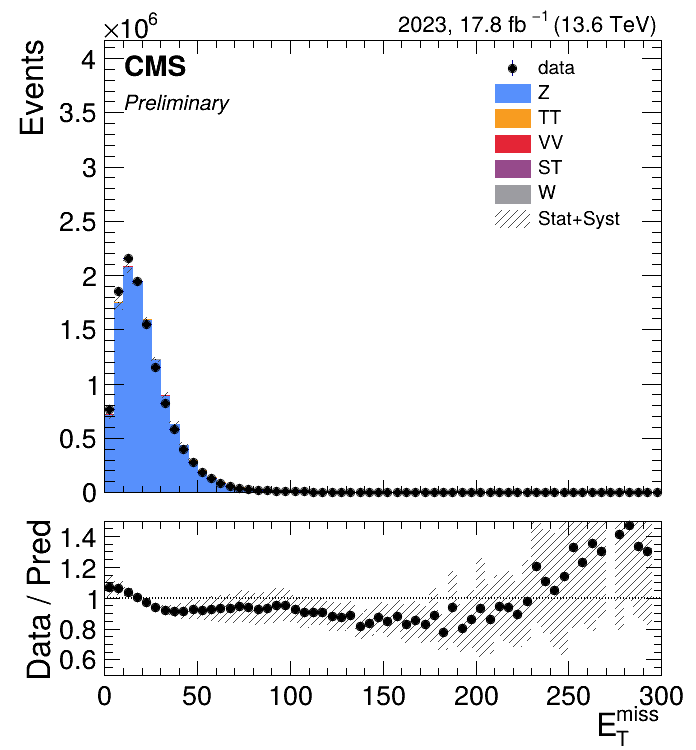 ×10^6
2023, 17.8 fb^-1 (13.6 TeV)
Events
CMS
Preliminary
data
Z
TT
VV
ST
W
Stat+Syst
4
3.5
3
2.5
2
1.5
1
0.5
0
Data / Pred
1.4
1.2
1
0.8
0.6
0 50 100 150 200 250 300
E_T^miss